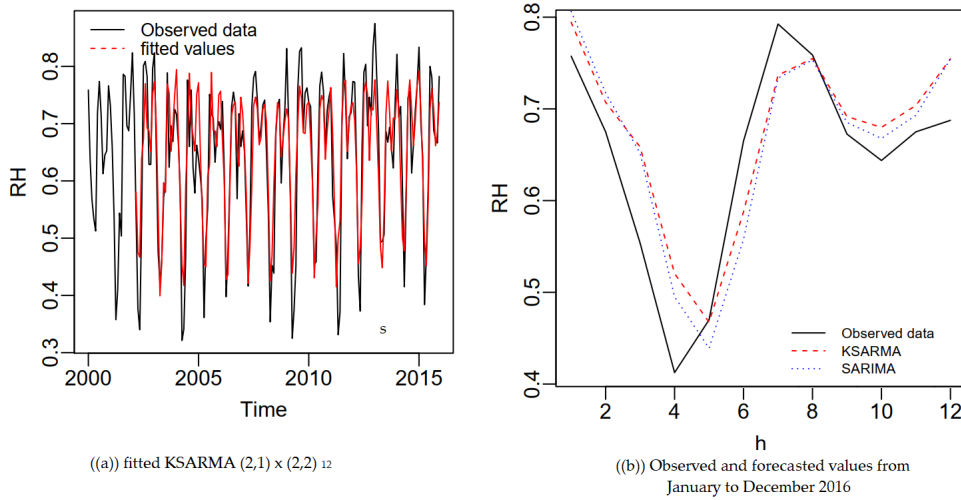 Observed data
fitted values
RH
0.8
0.7
0.6
0.5
0.4
0.3
s
2000 2005 2010 2015
Time
((a)) fitted KSARMA (2,1) x (2,2) 12
RH
0.8
0.7
0.6
0.5
0.4
Observed data
KSARMA
SARIMA
2 4 6 8 10 12
h
((b)) Observed and forecasted values from
January to December 2016